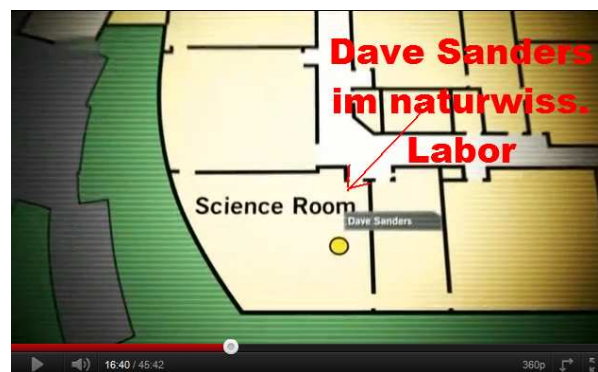 Dave Sanders
im naturwiss.
Labor
Science Room
Dave Sanders
16:40 / 45:42
360p